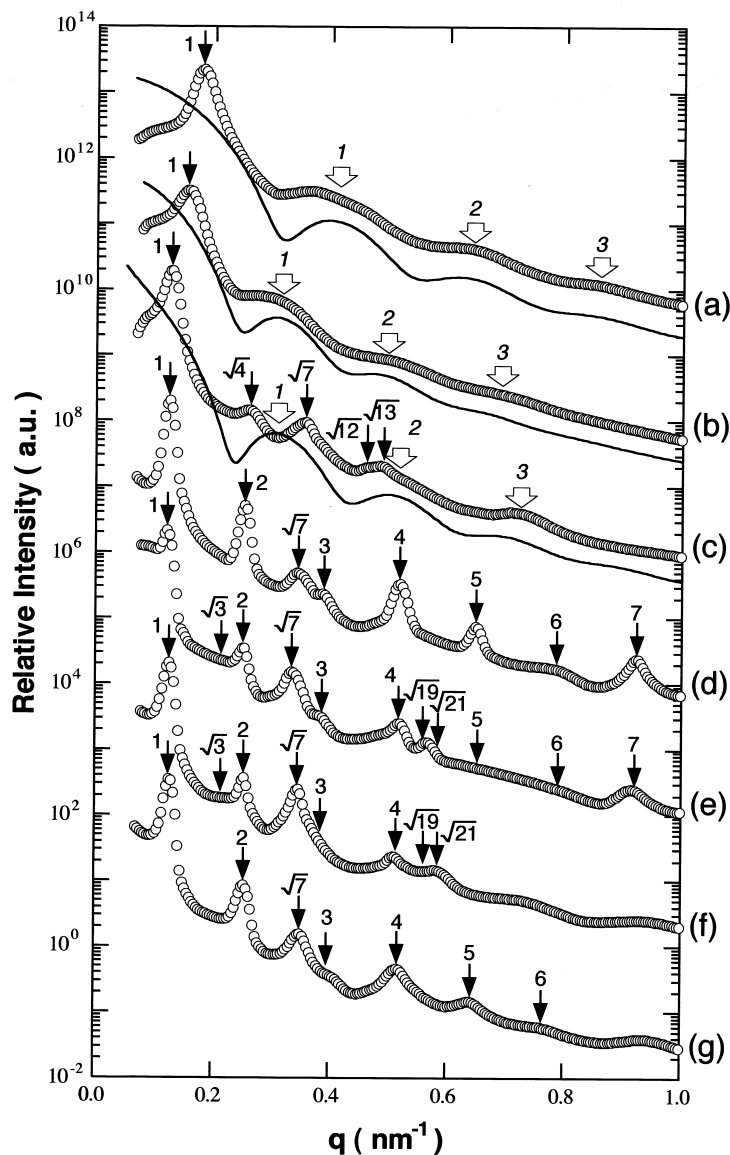 10^14
10^12
10^10
10^8
10^6
10^4
10^2
10^0
10^-2
Relative Intensity ( a.u. )
0.0 0.2 0.4 0.6 0.8 1.0
q ( nm^-1 )
1 1 2 3 (a)
1 1 2 3 (b)
1 √4 1 √7 √12 √13 2 3 (c)
1 2 √7 3 4 5 6 7 (d)
1 √3 2 √7 3 4 √19 √21 5 6 7 (e)
1 √3 2 √7 3 4 √19 √21 (f)
1 2 √7 3 4 5 6 (g)